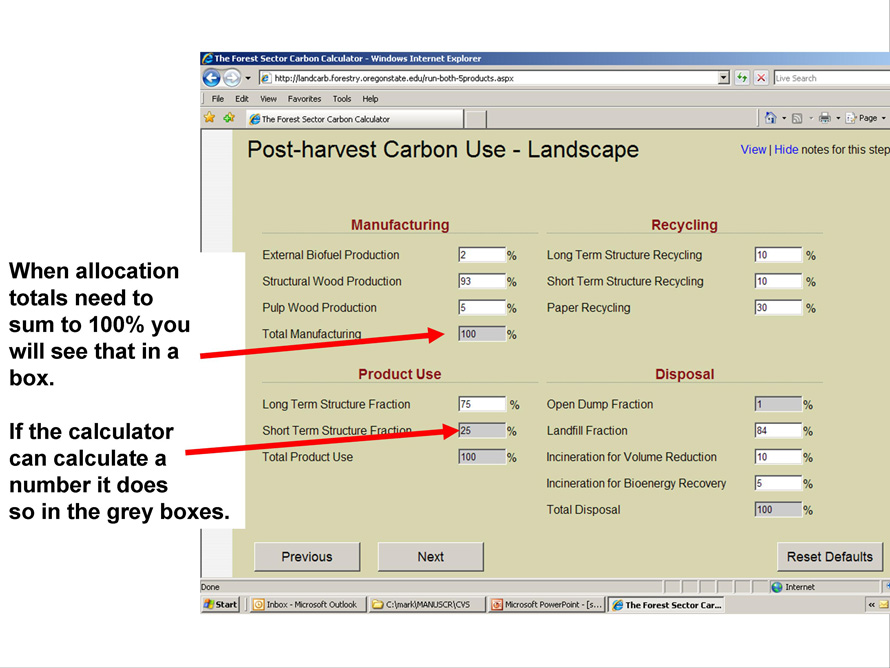 The Forest Sector Carbon Calculator - Windows Internet Explorer
http://landcarb.forestry.oregonstate.edu/run-both-5products.aspx
Live Search
File Edit View Favorites Tools Help
The Forest Sector Carbon Calculator
Page
Post-harvest Carbon Use - Landscape
View | Hide notes for this step
Manufacturing
External Biofuel Production 2 %
Structural Wood Production 93 %
Pulp Wood Production 5 %
Total Manufacturing 100 %
Recycling
Long Term Structure Recycling 10 %
Short Term Structure Recycling 10 %
Paper Recycling 30 %
When allocation
totals need to
sum to 100% you
will see that in a
box.
If the calculator
can calculate a
number it does
so in the grey boxes.
Product Use
Long Term Structure Fraction 75 %
Short Term Structure Fraction 25 %
Total Product Use 100 %
Disposal
Open Dump Fraction 1 %
Landfill Fraction 84 %
Incineration for Volume Reduction 10 %
Incineration for Bioenergy Recovery 5 %
Total Disposal 100 %
Previous
Next
Reset Defaults
Done
Internet
Start
Inbox - Microsoft Outlook
C:\mark\MANUSCR\CVS
Microsoft PowerPoint - [s...
The Forest Sector Car...